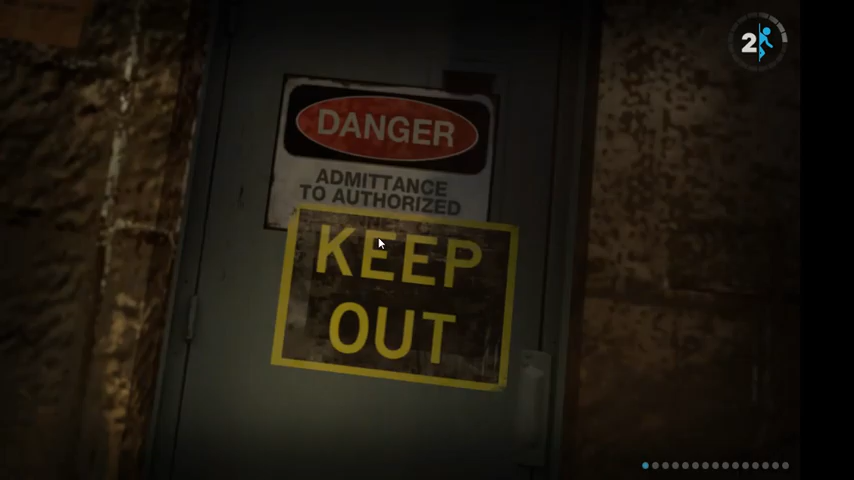 2
DANGER
ADMITTANCE
TO AUTHORIZED
KEEP
OUT